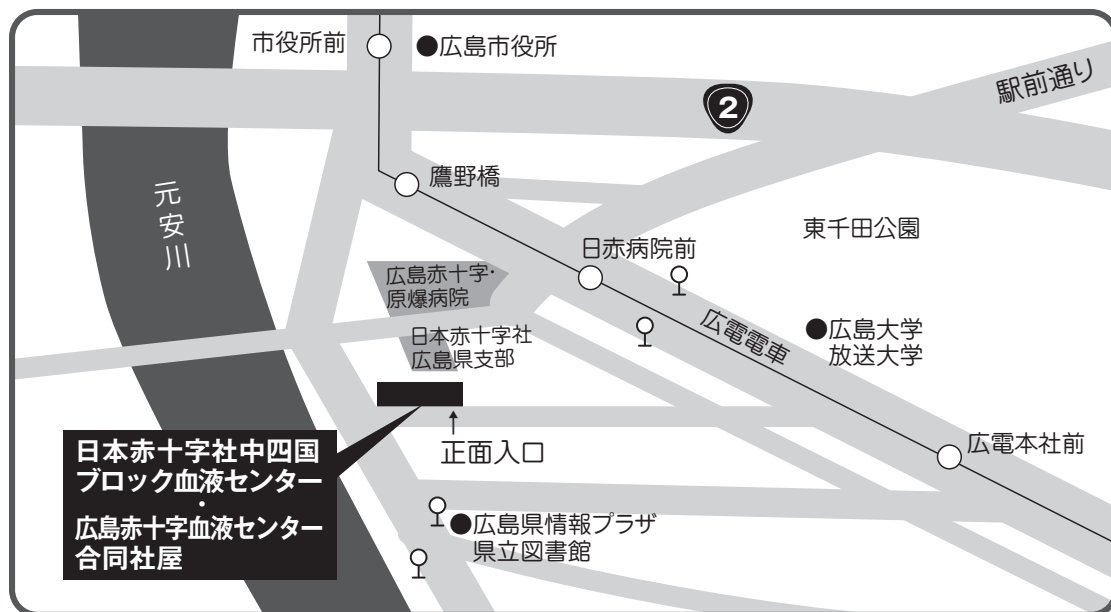 市役所前
●広島市役所
駅前通り
2
鷹野橋
元安川
東千田公園
日赤病院前
広島赤十字・
原爆病院
広電電車
●広島大学
放送大学
日本赤十字社
広島県支部
正面入口
広電本社前
日本赤十字社中四国
ブロック血液センター
・
広島赤十字血液センター
合同社屋
●広島県情報プラザ
県立図書館